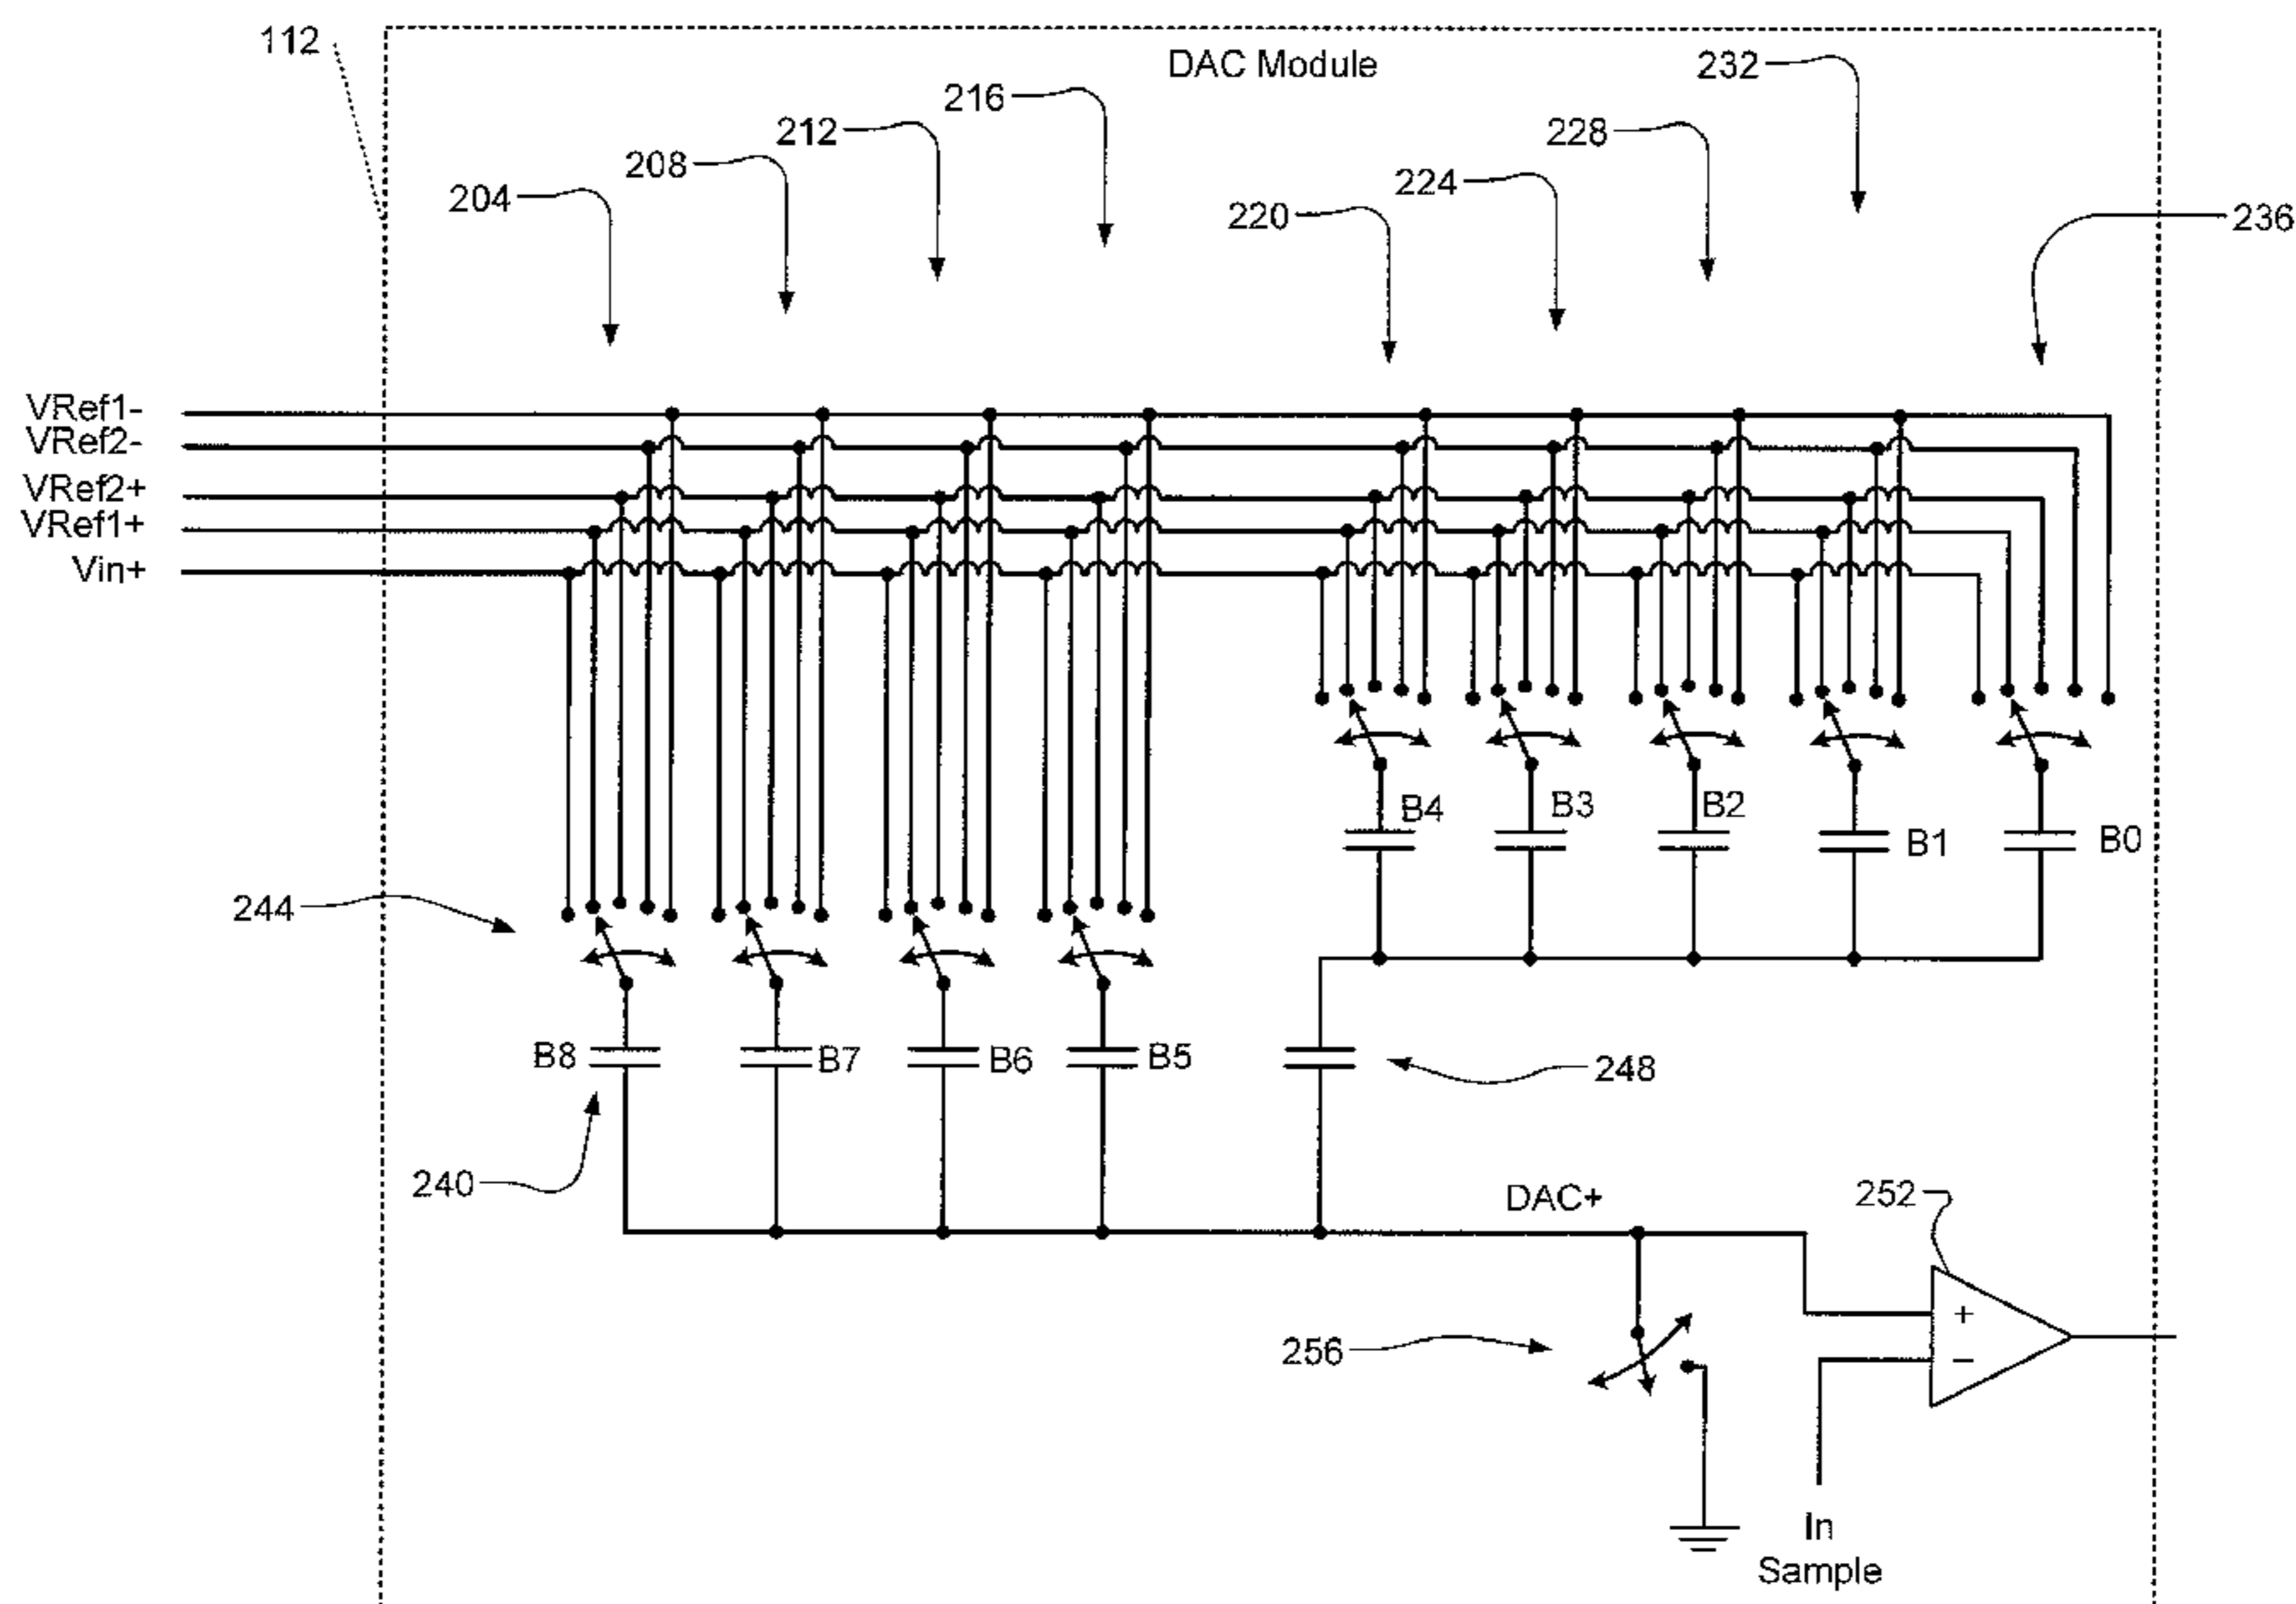 112
DAC Module
232
216
212
228
208
224
204
220
236
VRef1-
VRef2-
VRef2+
VRef1+
Vin+
B4
B3
B2
B1
B0
244
B8
B7
B6
B5
248
240
DAC+
252
256
+
−
In
Sample